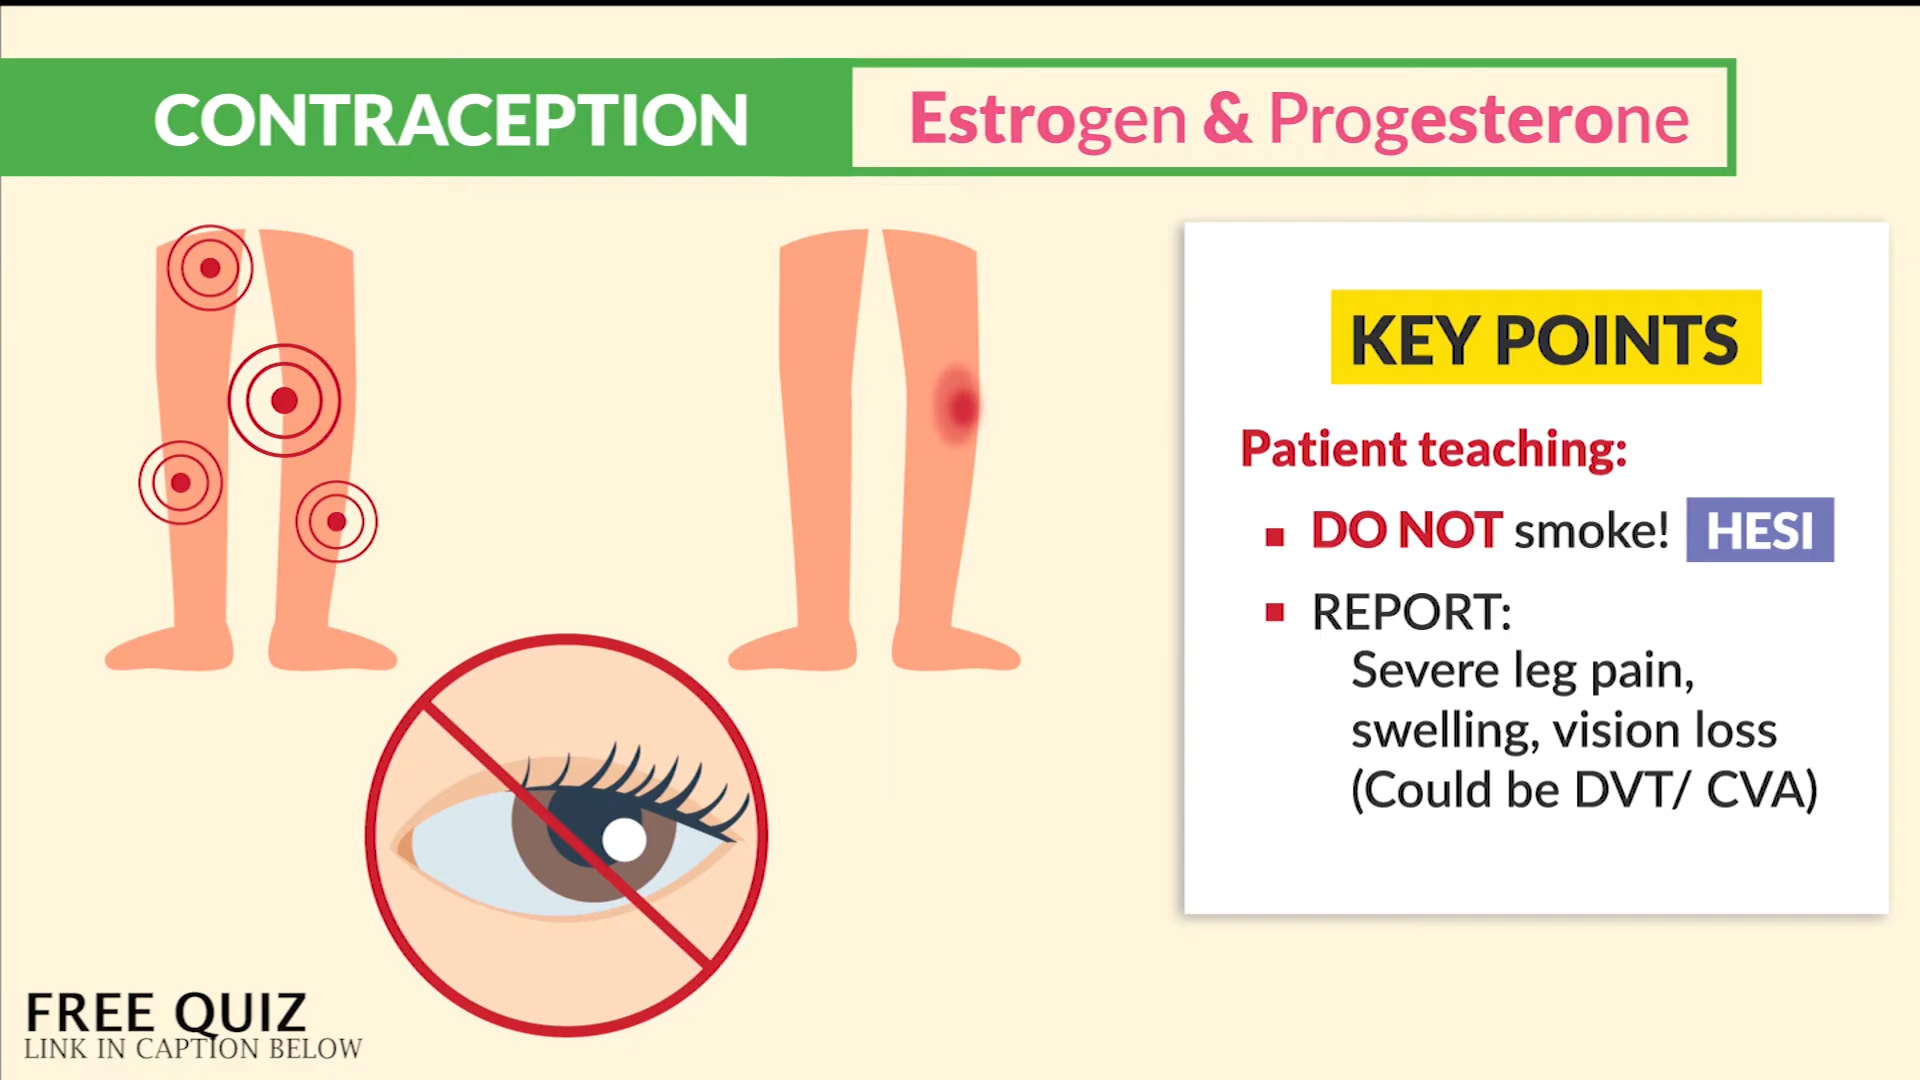 CONTRACEPTION
Estrogen & Progesterone
KEY POINTS
Patient teaching:
DO NOT smoke! HESI
REPORT:
Severe leg pain,
swelling, vision loss
(Could be DVT/ CVA)
FREE QUIZ
LINK IN CAPTION BELOW